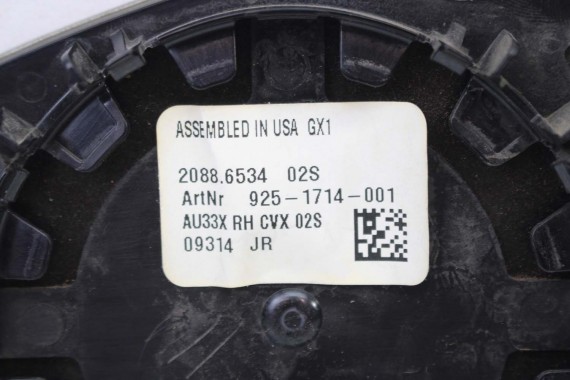 ASSEMBLED IN USA GX1
2088.6534 02S
ArtNr 925-1714-001
AU33X RH CVX 02S
09314 JR